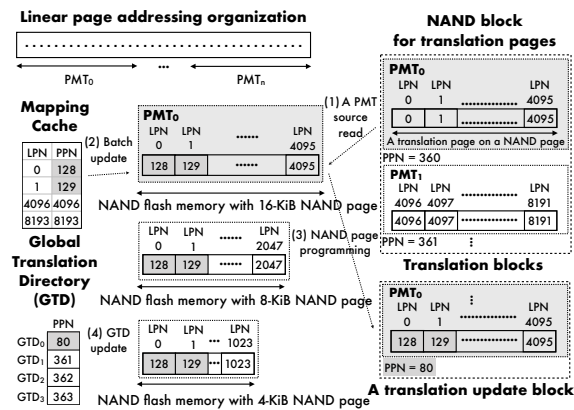 Linear page addressing organization
PMT0 ... PMTn
Mapping
Cache
LPN PPN
0 128
1 129
4096 4096
8193 8193
(2) Batch
update
PMT0
LPN LPN ...... LPN
0 1 4095
128 129 ...... 4095
NAND flash memory with 16-KiB NAND page
(1) A PMT
source
read
NAND block
for translation pages
PMT0
LPN LPN LPN
0 1 ............... 4095
0 1 ............... 4095
A translation page on a NAND page
PPN = 360
PMT1
LPN LPN LPN
4096 4097 ............ 8191
4096 4097 ............ 8191
PPN = 361 ⋮
Translation blocks
Global
Translation
Directory
(GTD)
LPN LPN ...... LPN
0 1 2047
128 129 ...... 2047
NAND flash memory with 8-KiB NAND page
(3) NAND page
programming
PPN
GTD0 80
GTD1 361
GTD2 362
GTD3 363
(4) GTD
update
LPN LPN LPN
0 1 ... 1023
128 129 ... 1023
NAND flash memory with 4-KiB NAND page
PMT0 ⋮
LPN LPN LPN
0 1 ............... 4095
128 129 ............... 4095
PPN = 80
A translation update block